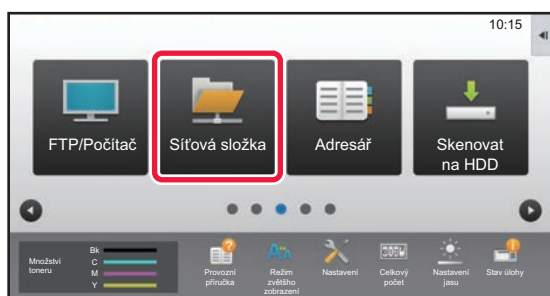 10:15
FTP/Počítač
Síťová složka
Adresář
Skenovat
na HDD
Množství
toneru
Bk
C
M
Y
Provozní
příručka
Režim
zvětšho
zobrazení
Nastavení
Celkový
počet
Nastavení
jasu
Stav úlohy